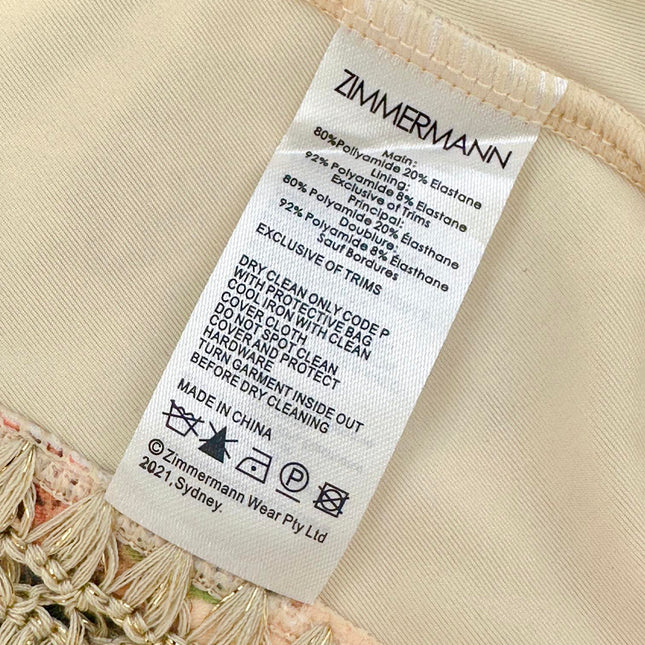 ZIMMERMANN
Main:
80%Pollyamide 20% Elastane
Lining:
92% Polyamide 8% Elastane
Exclusive of Trims
Principal:
80% Polyamide 20% Élasthane
Doublure:
92% Polyamide 8% Élasthane
Sauf Bordures
EXCLUSIVE OF TRIMS
DRY CLEAN ONLY CODE P
WITH PROTECTIVE BAG
COOL IRON WITH CLEAN
COVER CLOTH
DO NOT SPOT CLEAN
COVER AND PROTECT
HARDWARE
TURN GARMENT INSIDE OUT
BEFORE DRY CLEANING
MADE IN CHINA
P
©Zimmermann Wear Pty Ltd
2021, Sydney.